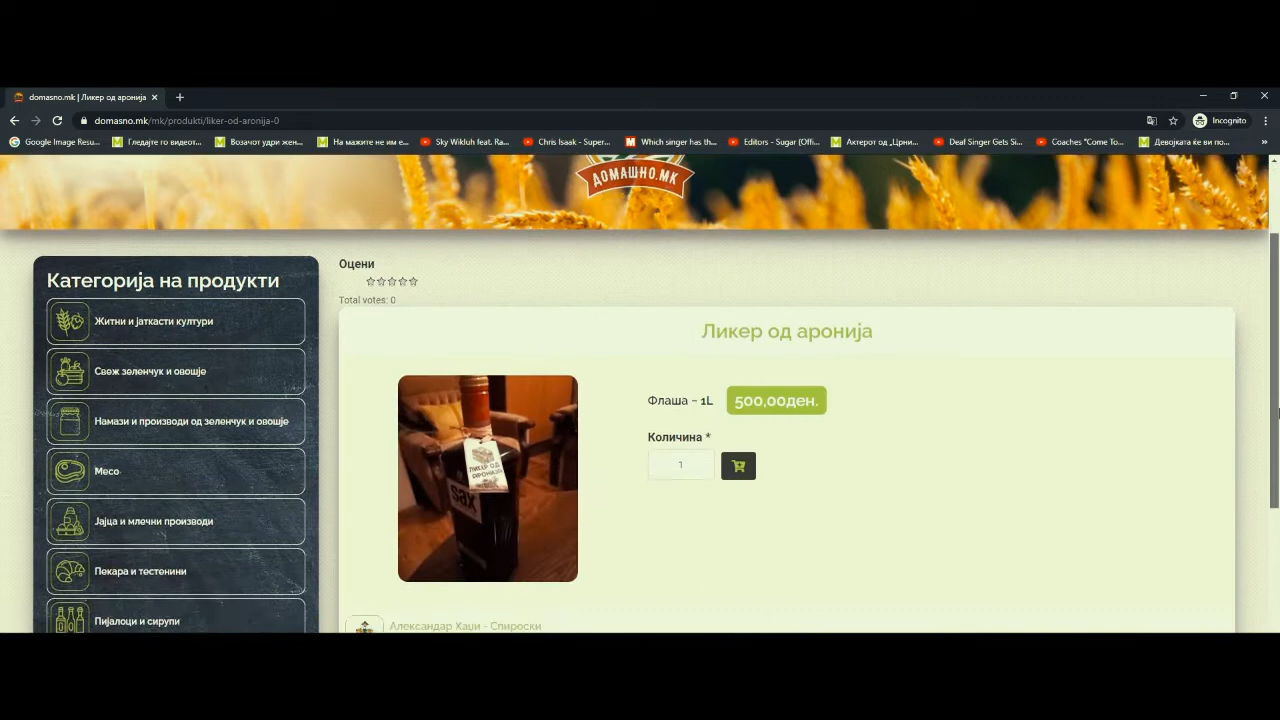 domasno.mk | Ликер од аронија
domasno.mk/mk/produkti/liker-od-aronija-0
Incognito
Google Image Resu...
Гледајте го видеот...
Возачот удри жен...
На мажите не им е...
Sky Wikluh feat. Ra...
Chris Isaak - Super...
Which singer has th...
Editors - Sugar (Offi...
Актерот од „Црни...
Deaf Singer Gets Si...
Coaches "Come To...
Девојката ќе ви по...
ДОМАШНО.МК
Категорија на продукти
Житни и јаткасти култури
Свеж зеленчук и овошје
Намази и производи од зеленчук и овошје
Месо
Јајца и млечни производи
Пекара и тестенини
Пијалоци и сирупи
Оцени
Total votes: 0
Ликер од аронија
ЛИКЕР ОД
АРОНИЈА
sax
Флаша – 1L 500,00ден.
Количина *
1
Александар Хаџи - Спироски